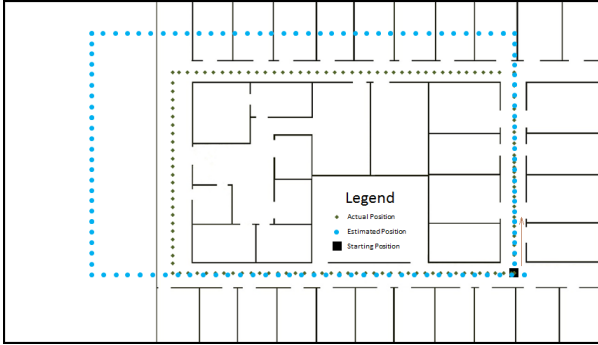 Legend
Actual Position
Estimated Position
Starting Position